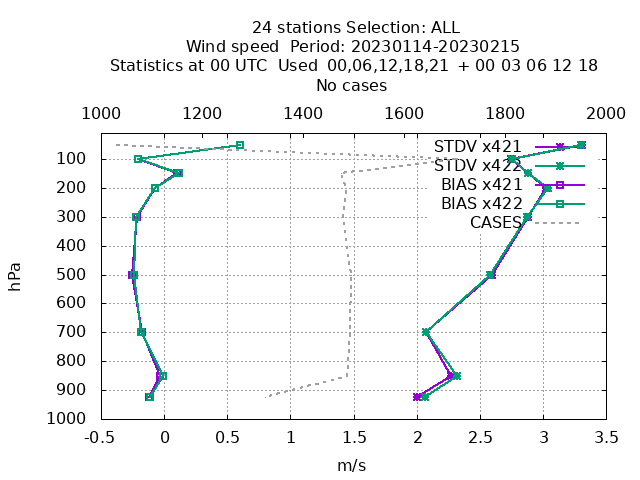 24 stations Selection: ALL
Wind speed  Period: 20230114-20230215
Statistics at 00 UTC  Used  00,06,12,18,21  + 00 03 06 12 18
No cases
1000 1200 1400 1600 1800 2000
STDV x421
STDV x422
BIAS x421
BIAS x422
CASES
100
200
300
400
500
600
700
800
900
1000
hPa
-0.5 0 0.5 1 1.5 2 2.5 3 3.5
m/s